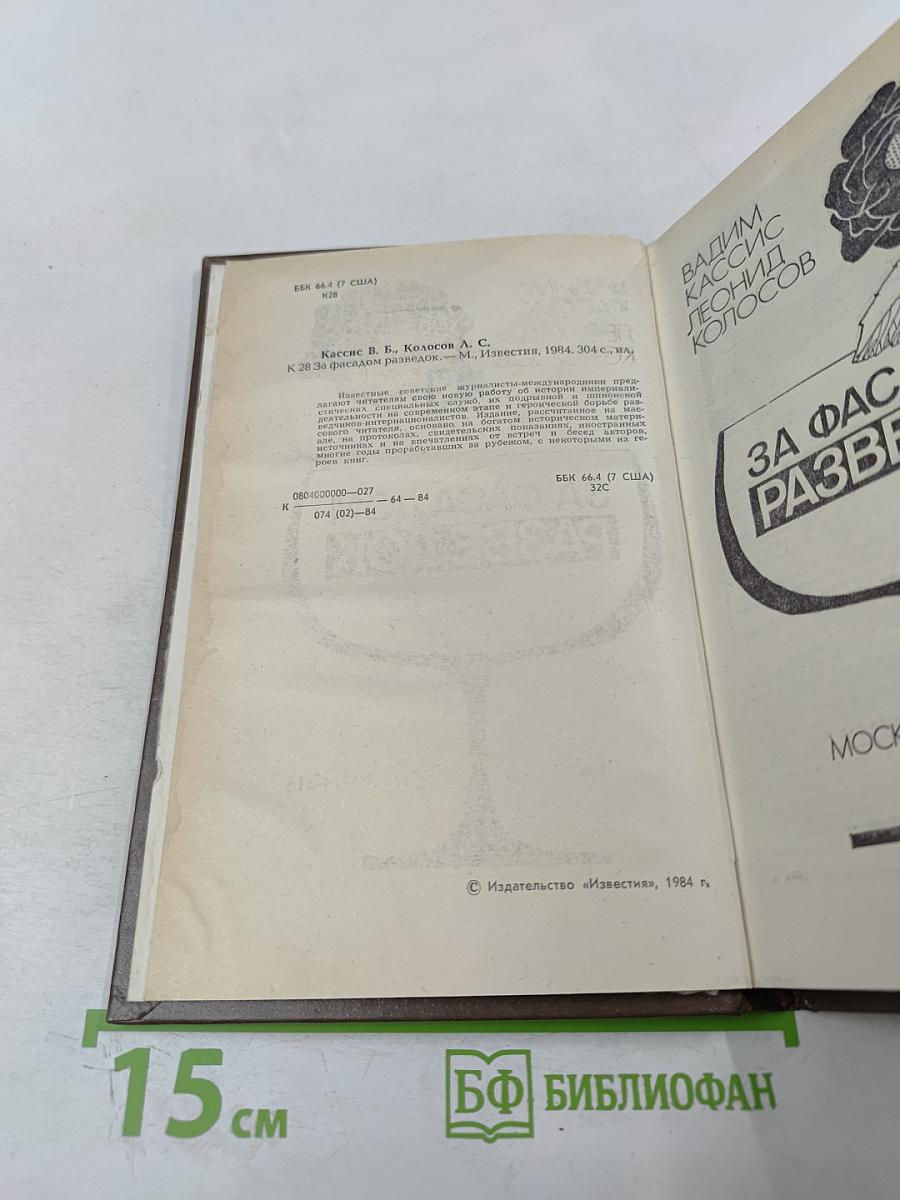 ББК 66.4 (7 США)
К28
Кассис В. Б., Колосов Л. С.
К 28 За фасадом разведок.— М., Известия, 1984. 304 с., ил.
Известные советские журналисты-международники пред-
лагают читателям свою новую работу об истории империали-
стических специальных служб, их подрывной и шпионской
деятельности на современном этапе и героической борьбе раз-
ведчиков-интернационалистов. Издание, рассчитанное на мас-
сового читателя, основано на богатом историческом матери-
але, на протоколах, свидетельских показаниях, иностранных
источниках и на впечатлениях от встреч и бесед авторов,
многие годы проработавших за рубежом, с некоторыми из ге-
роев книг.
К 0804000000—027
074 (02)—84 — 64 — 84
ББК 66.4 (7 США)
32С
© Издательство «Известия», 1984 г.
ВАДИМ
КАССИС
ЛЕОНИД
КОЛОСОВ
ЗА ФАС
РАЗВЕ
МОСК
15 см
БФ БИБЛИОФАН